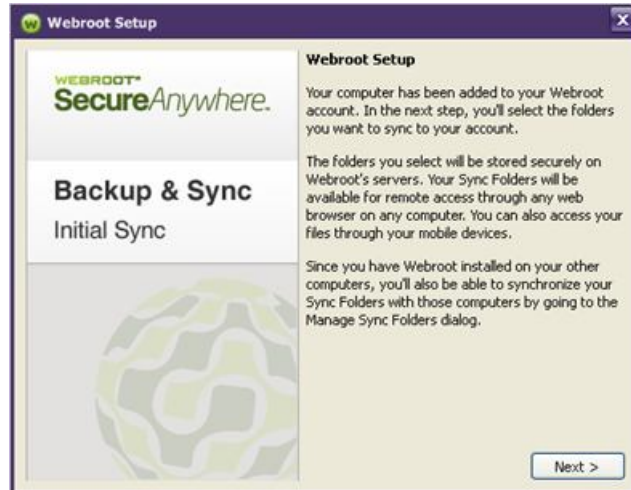 Webroot Setup
WEBROOT
SecureAnywhere.
Backup & Sync
Initial Sync
Webroot Setup
Your computer has been added to your Webroot
account. In the next step, you'll select the folders
you want to sync to your account.
The folders you select will be stored securely on
Webroot's servers. Your Sync Folders will be
available for remote access through any web
browser on any computer. You can also access your
files through your mobile devices.
Since you have Webroot installed on your other
computers, you'll also be able to synchronize your
Sync Folders with those computers by going to the
Manage Sync Folders dialog.
Next >